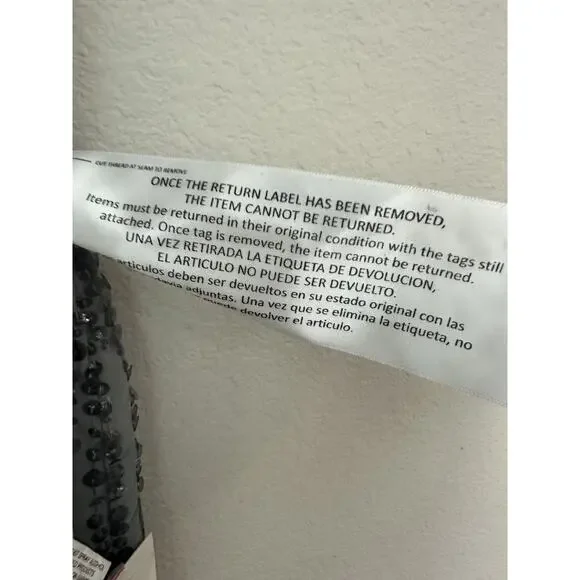 CUT THREAD AT SEAM TO REMOVE
ONCE THE RETURN LABEL HAS BEEN REMOVED,
THE ITEM CANNOT BE RETURNED.
Items must be returned in their original condition with the tags still
attached. Once tag is removed, the item cannot be returned.
UNA VEZ RETIRADA LA ETIQUETA DE DEVOLUCION,
EL ARTICULO NO PUEDE SER DEVUELTO.
articulos deben ser devueltos en su estado original con las
adjuntas. Una vez que se elimina la etiqueta, no
puede devolver el articulo.